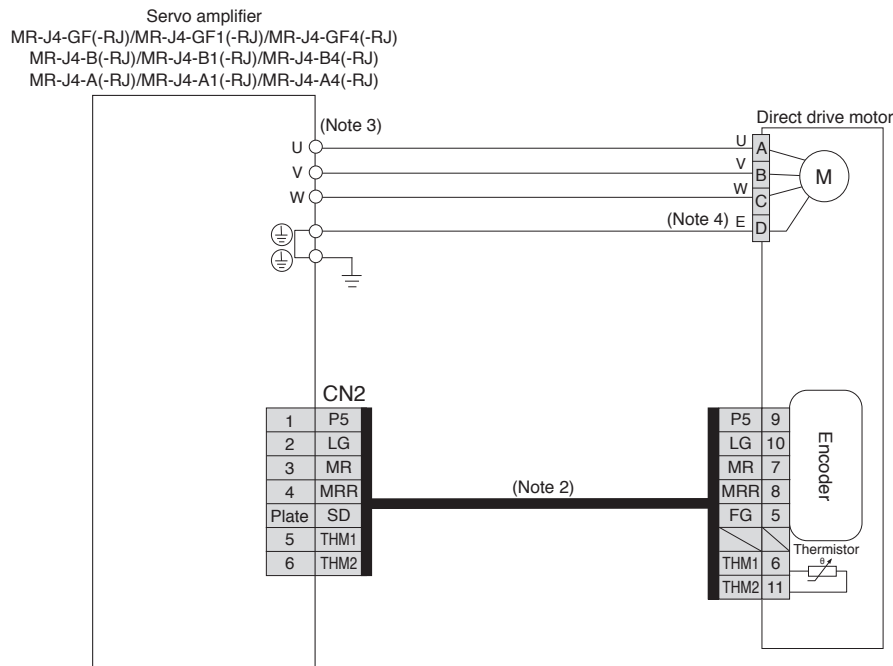 Servo amplifier
MR-J4-GF(-RJ)/MR-J4-GF1(-RJ)/MR-J4-GF4(-RJ)
MR-J4-B(-RJ)/MR-J4-B1(-RJ)/MR-J4-B4(-RJ)
MR-J4-A(-RJ)/MR-J4-A1(-RJ)/MR-J4-A4(-RJ)
Direct drive motor
(Note 3)
U U A
V V B
W W C
M
(Note 4) E D
CN2
1 P5
2 LG
3 MR
4 MRR
Plate SD
5 THM1
6 THM2
(Note 2)
P5 9
LG 10
MR 7
MRR 8
FG 5
THM1 6
THM2 11
Encoder
Thermistor
θ